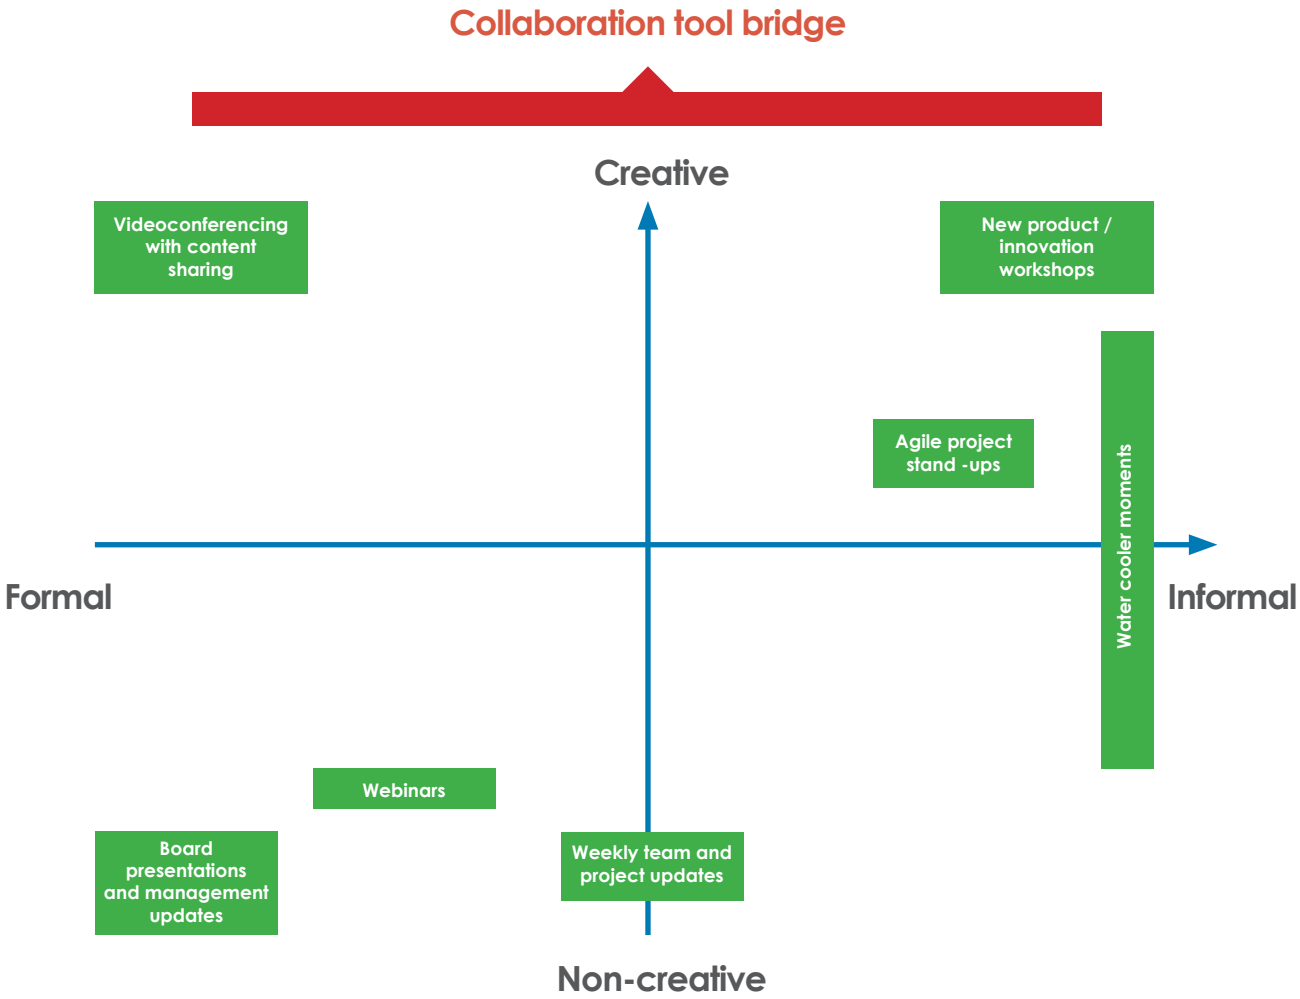 Collaboration tool bridge
Creative
Videoconferencing
with content
sharing
New product /
innovation
workshops
Agile project
stand -ups
Water cooler moments
Formal
Informal
Webinars
Board
presentations
and management
updates
Weekly team and
project updates
Non-creative